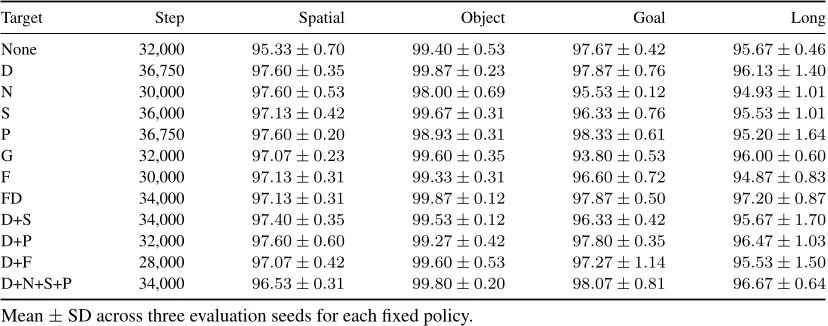 Target Step Spatial Object Goal Long
None 32,000 95.33 ± 0.70 99.40 ± 0.53 97.67 ± 0.42 95.67 ± 0.46
D 36,750 97.60 ± 0.35 99.87 ± 0.23 97.87 ± 0.76 96.13 ± 1.40
N 30,000 97.60 ± 0.53 98.00 ± 0.69 95.53 ± 0.12 94.93 ± 1.01
S 36,000 97.13 ± 0.42 99.67 ± 0.31 96.33 ± 0.76 95.53 ± 1.01
P 36,750 97.60 ± 0.20 98.93 ± 0.31 98.33 ± 0.61 95.20 ± 1.64
G 32,000 97.07 ± 0.23 99.60 ± 0.35 93.80 ± 0.53 96.00 ± 0.60
F 30,000 97.13 ± 0.31 99.33 ± 0.31 96.60 ± 0.72 94.87 ± 0.83
FD 34,000 97.13 ± 0.31 99.87 ± 0.12 97.87 ± 0.50 97.20 ± 0.87
D+S 34,000 97.40 ± 0.35 99.53 ± 0.12 96.33 ± 0.42 95.67 ± 1.70
D+P 32,000 97.60 ± 0.60 99.27 ± 0.42 97.80 ± 0.35 96.47 ± 1.03
D+F 28,000 97.07 ± 0.42 99.60 ± 0.53 97.27 ± 1.14 95.53 ± 1.50
D+N+S+P 34,000 96.53 ± 0.31 99.80 ± 0.20 98.07 ± 0.81 96.67 ± 0.64
Mean ± SD across three evaluation seeds for each fixed policy.